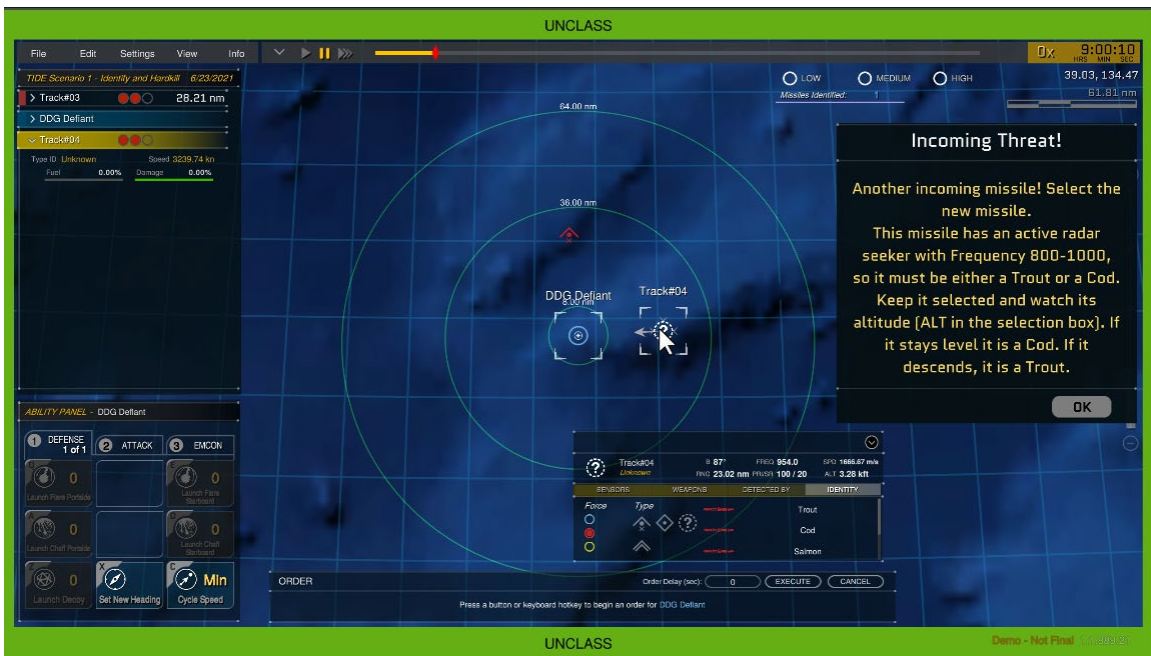 UNCLASS
File Edit Settings View Info
0x 9:00:10
HRS MIN SEC
TIDE Scenario 1 - Identity and Hardkill 6/23/2021
Track#03 28.21 nm
DDG Defiant
Track#04
Type ID Unknown Speed 3239.74 kn
Fuel 0.00% Damage 0.00%
LOW MEDIUM HIGH
Missiles Identified: 1
39.03, 134.47
61.81 nm
64.00 nm
36.00 nm
DDG Defiant
8.00 nm
Track#04
Incoming Threat!
Another incoming missile! Select the
new missile.
This missile has an active radar
seeker with Frequency 800-1000,
so it must be either a Trout or a Cod.
Keep it selected and watch its
altitude (ALT in the selection box). If
it stays level it is a Cod. If it
descends, it is a Trout.
OK
ABILITY PANEL - DDG Defiant
1 DEFENSE 1 of 1
2 ATTACK
3 EMCON
0
Launch Flare Portside
0
Launch Flare Starboard
0
Launch Chaff Portside
0
Launch Chaff Starboard
0
Launch Decoy
X
Set New Heading
C
Min
Cycle Speed
Track#04 B 87° FREQ 954.0 SPD 1666.67 m/s
Unknown RNG 23.02 nm PRI/SRI 100 / 20 ALT 3.28 kft
SENSORS WEAPONS DETECTED BY IDENTITY
Force Type
Trout
Cod
Salmon
ORDER Order Delay (sec): 0 EXECUTE CANCEL
Press a button or keyboard hotkey to begin an order for DDG Defiant
UNCLASS
Demo - Not Final